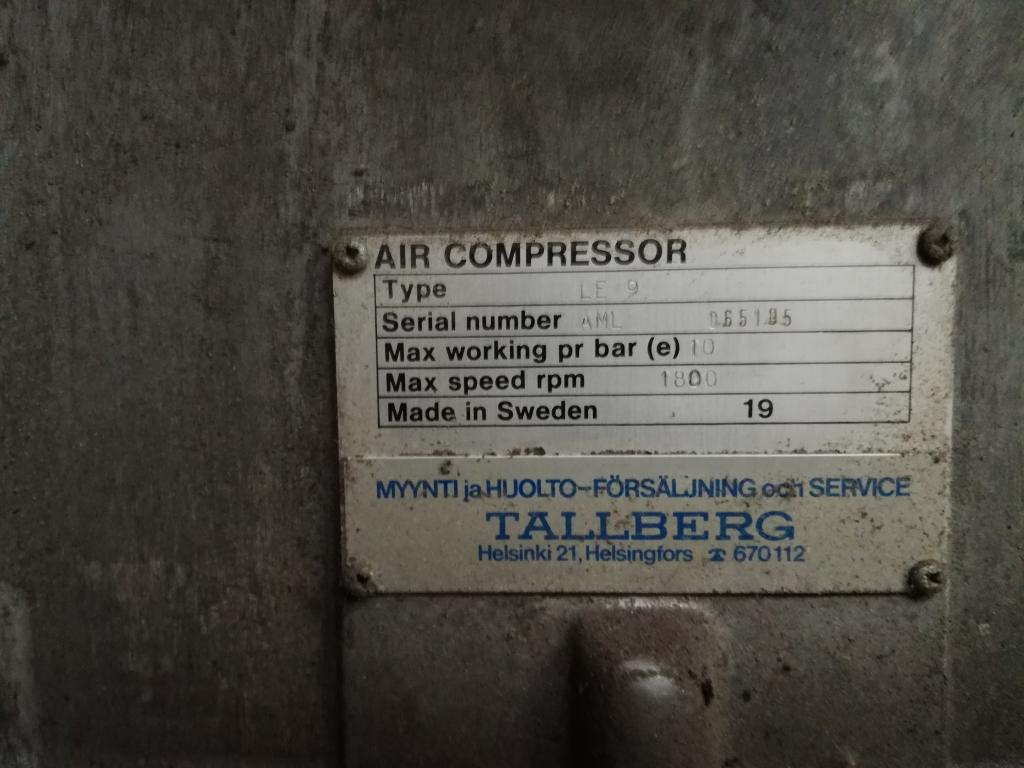 AIR COMPRESSOR
Type LE 9
Serial number AML 065195
Max working pr bar (e) 10
Max speed rpm 1800
Made in Sweden 19
MYYNTI ja HUOLTO-FÖRSÄLJNING och SERVICE
TALLBERG
Helsinki 21, Helsingfors ☎ 670112